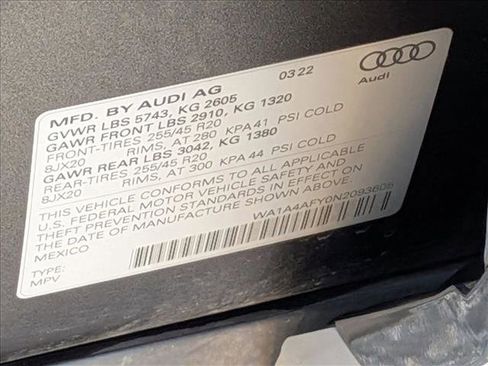 MFD. BY AUDI AG 03/22
GVWR LBS 5743, KG 2605
GAWR FRONT LBS 2910, KG 1320
FRONT-TIRES 255/45 R20
8JX20 RIMS, AT 280 KPA 41 PSI COLD
GAWR REAR LBS 3042, KG 1380
REAR-TIRES 255/45 R20
8JX20 RIMS, AT 300 KPA 44 PSI COLD
THIS VEHICLE CONFORMS TO ALL APPLICABLE
U.S. FEDERAL MOTOR VEHICLE SAFETY AND
THEFT PREVENTION STANDARDS IN EFFECT ON
THE DATE OF MANUFACTURE SHOWN ABOVE.
MEXICO
WA1A4AFY0N2093605
TYPE:
MPV
Audi